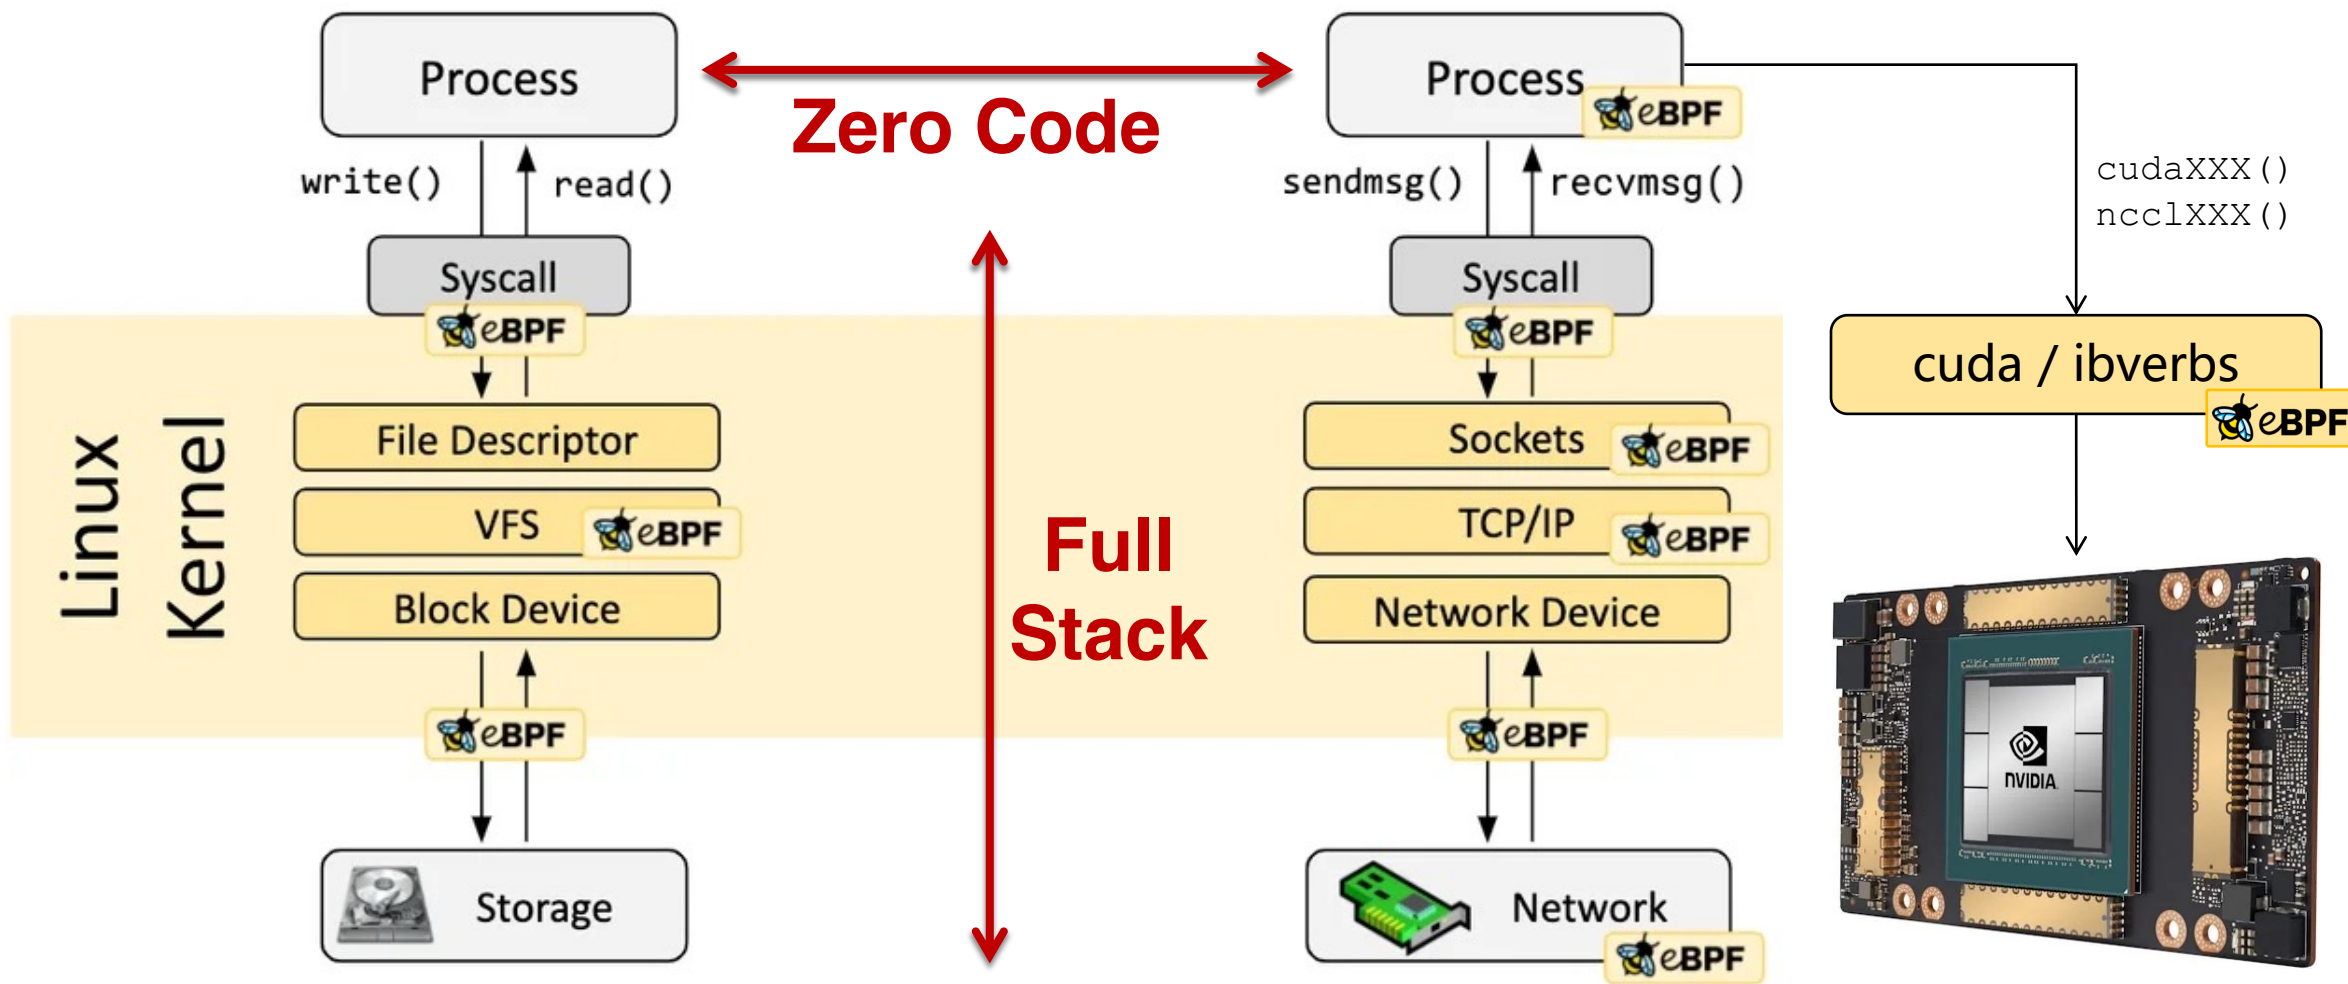 Process
Zero Code
Process
eBPF
write()
read()
sendmsg()
recvmsg()
cudaXXX()
ncclXXX()
Syscall
eBPF
Syscall
eBPF
cuda / ibverbs
eBPF
Linux
Kernel
File Descriptor
VFS
eBPF
Block Device
eBPF
Full
Stack
Sockets
eBPF
TCP/IP
eBPF
Network Device
eBPF
NVIDIA
Storage
Network
eBPF